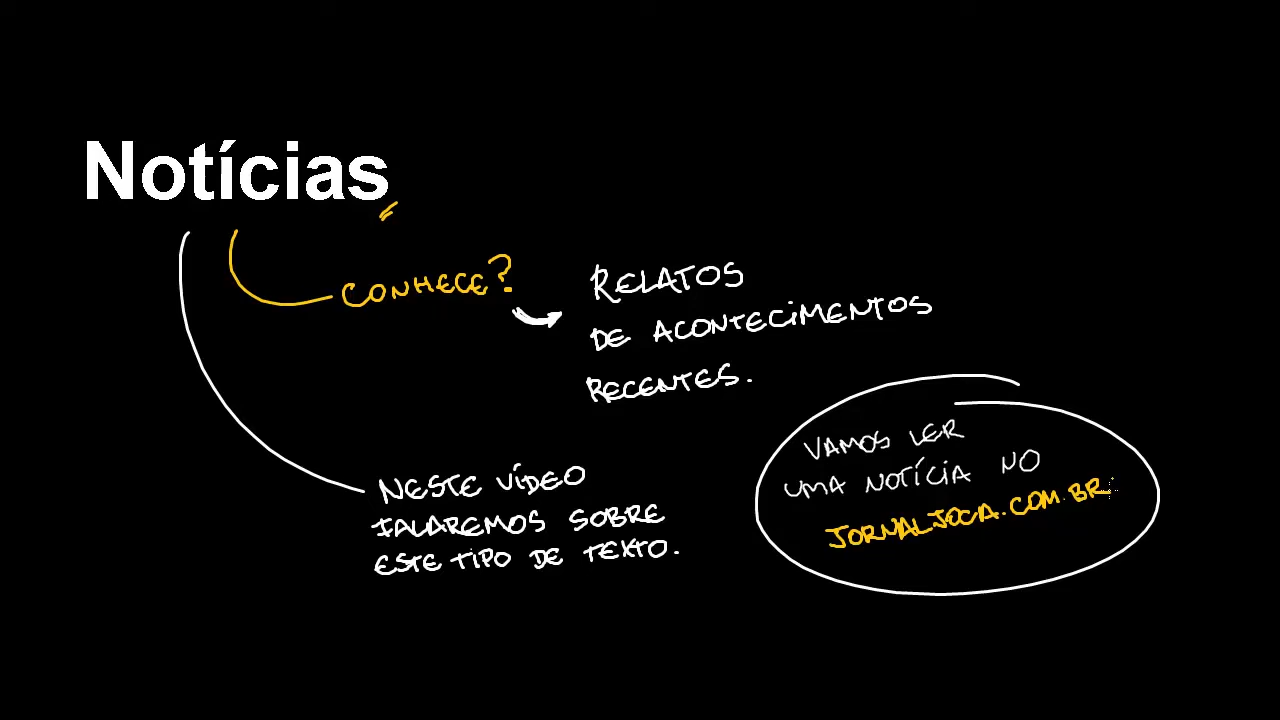 Notícias
CONHECE?
RELATOS
DE ACONTECIMENTOS
RECENTES.
NESTE VÍDEO
FALAREMOS SOBRE
ESTE TIPO DE TEXTO.
VAMOS LER
UMA NOTÍCIA NO
JORNALJOCA.COM.BR